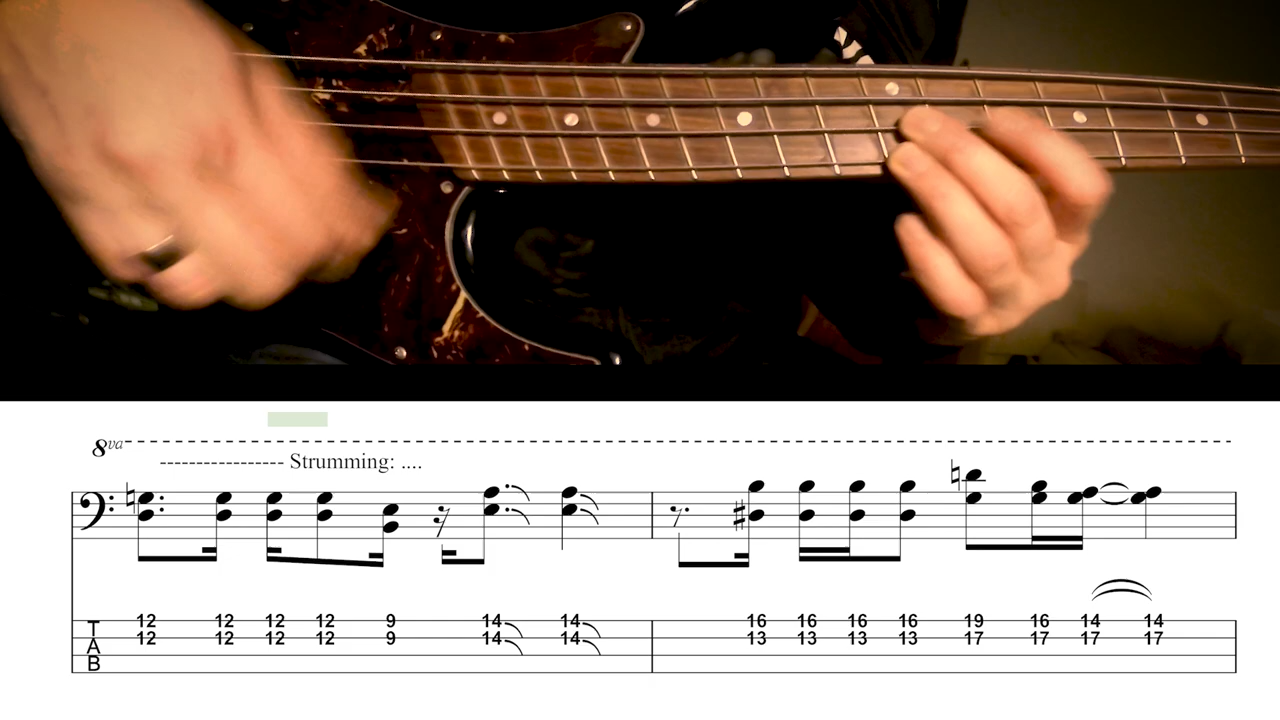 8va
Strumming: ....
12 12 12 12 9 14 14 16 16 16 16 19 16 14 14
T 12 12 12 12 9 14 14 13 13 13 13 17 17 17 17
A
B